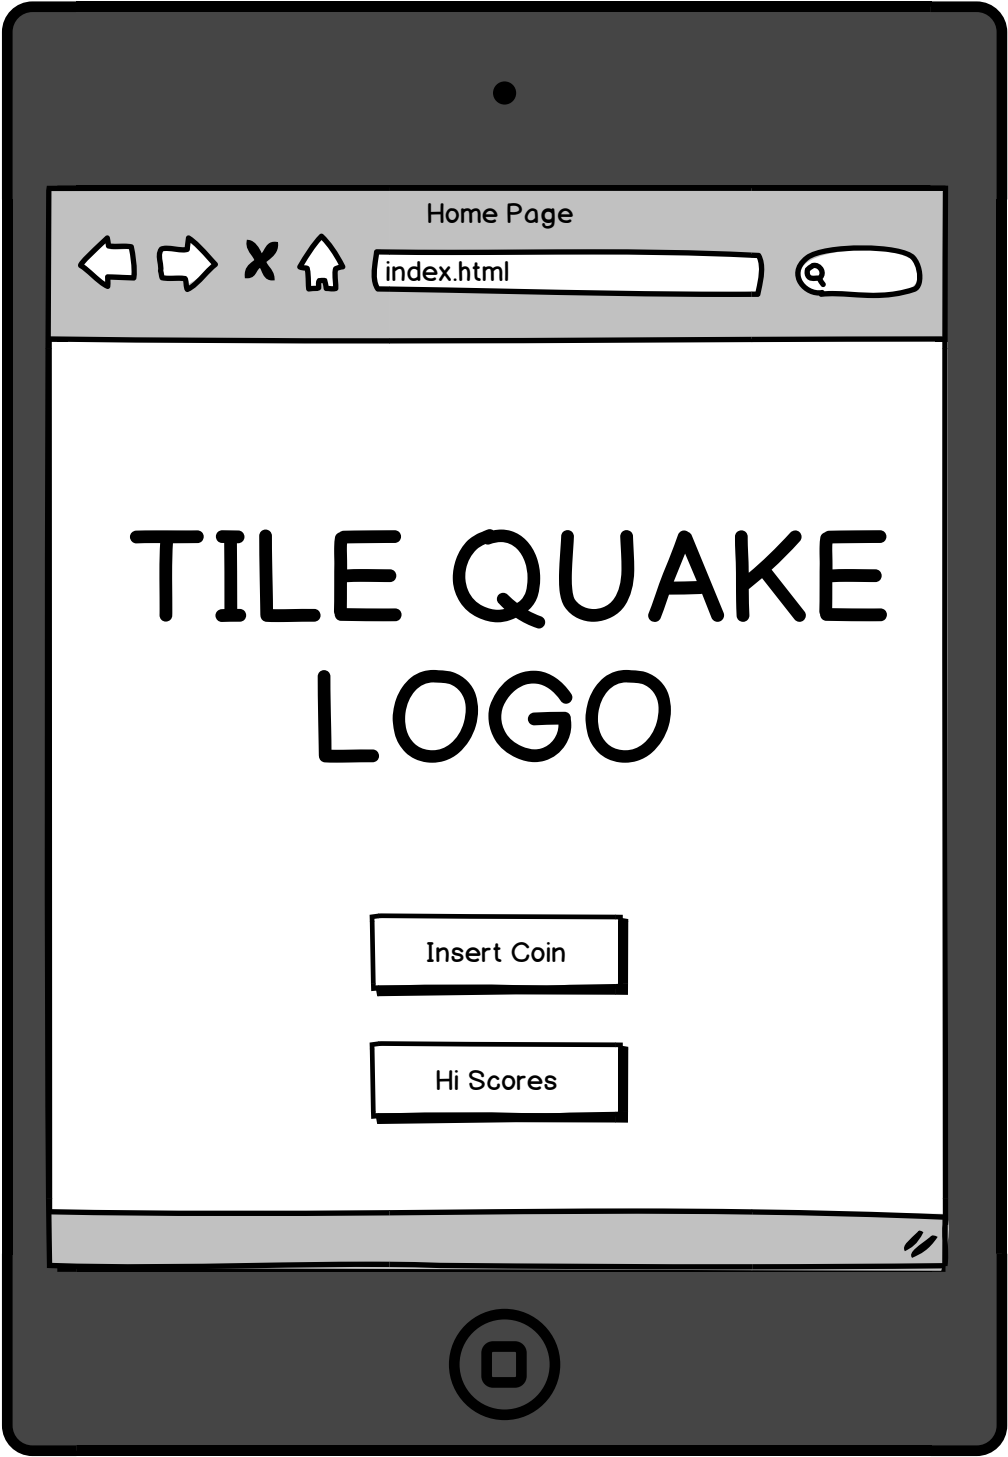 Home Page
index.html
TILE QUAKE
LOGO
Insert Coin
Hi Scores